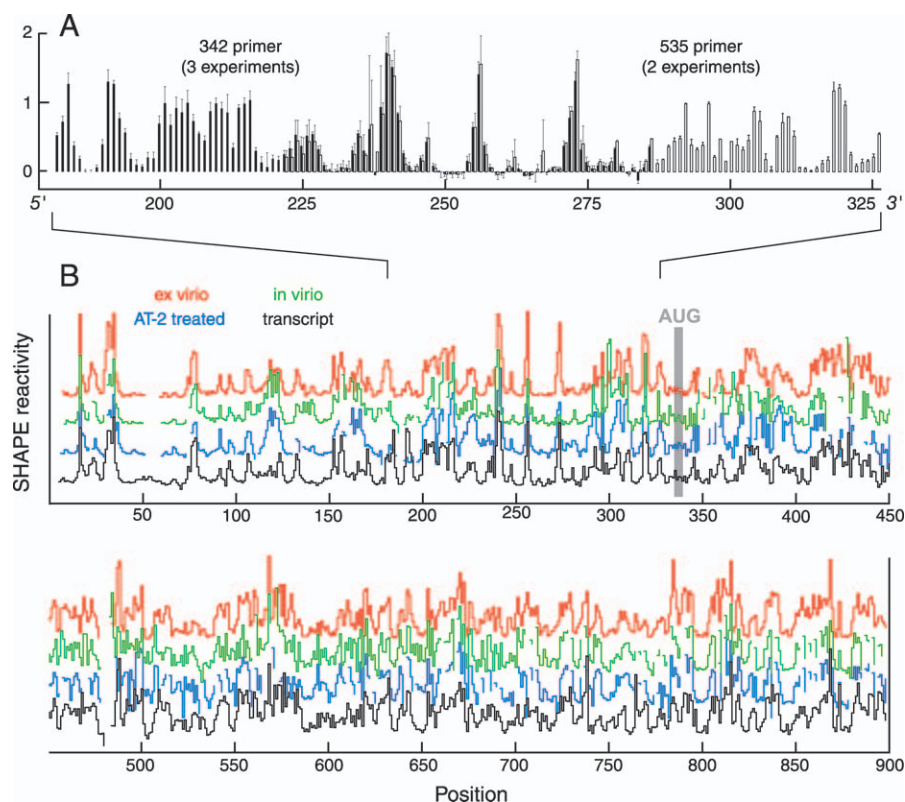 A
2
342 primer
(3 experiments)
535 primer
(2 experiments)
1
0
5'
200
225
250
275
300
325
3'
B
ex virio
in virio
AT-2 treated
transcript
AUG
SHAPE reactivity
50
100
150
200
250
300
350
400
450
500
550
600
650
700
750
800
850
900
Position